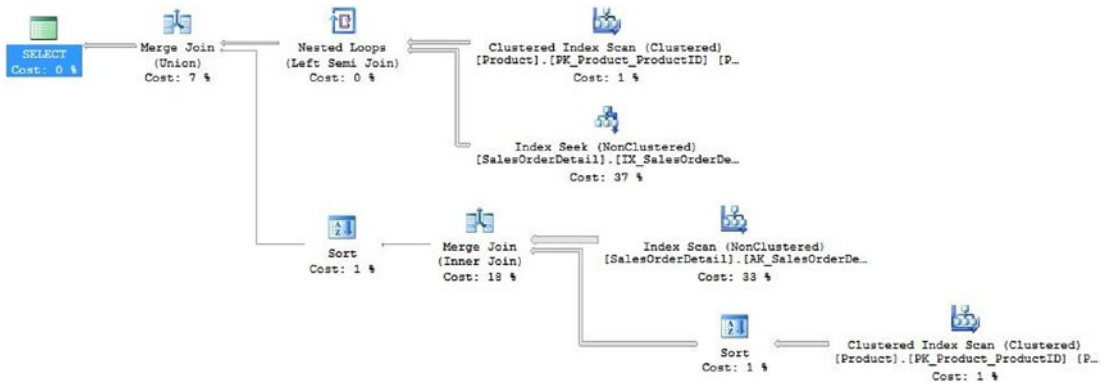 SELECT
Cost: 0 %
Merge Join
(Union)
Cost: 7 %
Nested Loops
(Left Semi Join)
Cost: 0 %
Clustered Index Scan (Clustered)
[Product].[PK_Product_ProductID] [P…
Cost: 1 %
Index Seek (NonClustered)
[SalesOrderDetail].[IX_SalesOrderDe…
Cost: 37 %
Sort
Cost: 1 %
Merge Join
(Inner Join)
Cost: 18 %
Index Scan (NonClustered)
[SalesOrderDetail].[AK_SalesOrderDe…
Cost: 33 %
Sort
Cost: 1 %
Clustered Index Scan (Clustered)
[Product].[PK_Product_ProductID] [P…
Cost: 1 %